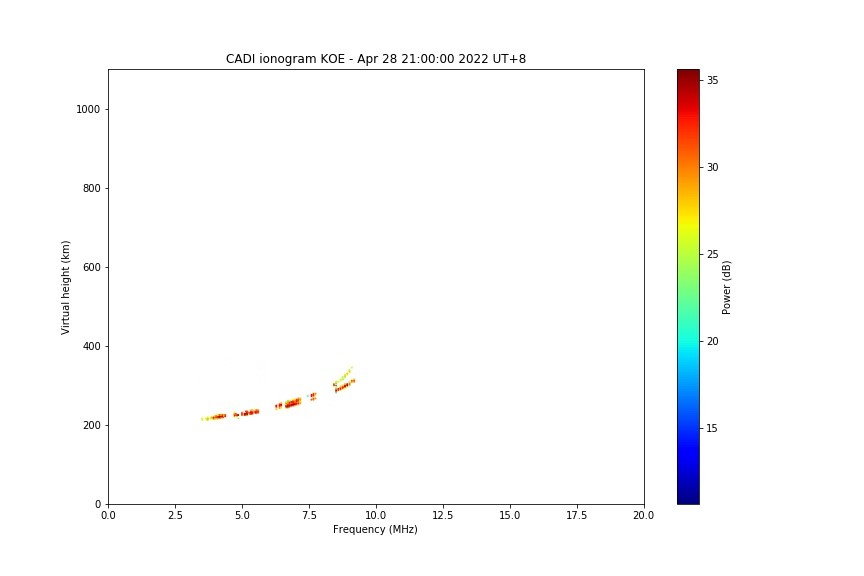 CADI ionogram KOE - Apr 28 21:00:00 2022 UT+8
1000
800
600
400
200
0
Virtual height (km)
0.0 2.5 5.0 7.5 10.0 12.5 15.0 17.5 20.0
Frequency (MHz)
35
30
25
20
15
Power (dB)